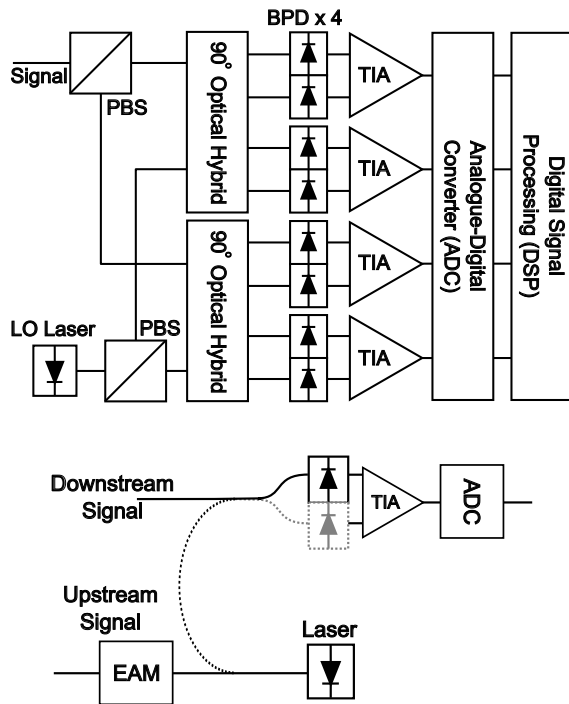 BPD x 4
Signal
PBS
90° Optical Hybrid
TIA
TIA
90° Optical Hybrid
TIA
TIA
Analogue-Digital
Converter (ADC)
Digital Signal
Processing (DSP)
LO Laser
PBS
Downstream
Signal
TIA
ADC
Upstream
Signal
EAM
Laser